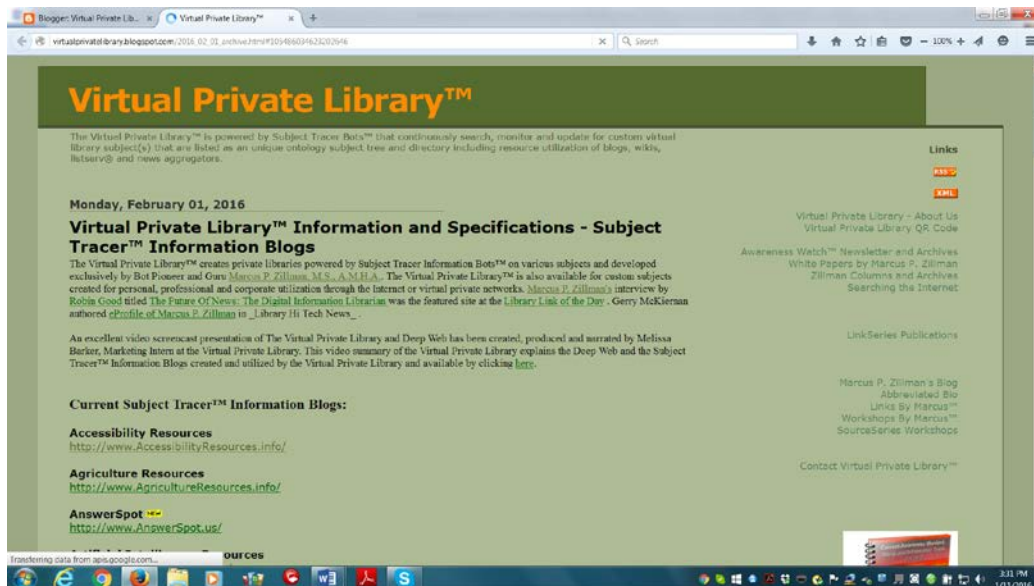 Blogger: Virtual Private Lib...
Virtual Private Library™
virtualprivatelibrary.blogspot.com/2016_02_01_archive.html#105486034623202646
Search
100%
Virtual Private Library™
The Virtual Private Library™ is powered by Subject Tracer Bots™ that continuously search, monitor and update for custom virtual
library subject(s) that are listed as an unique ontology subject tree and directory including resource utilization of blogs, wikis,
listserv® and news aggregators.
Monday, February 01, 2016
Virtual Private Library™ Information and Specifications - Subject
Tracer™ Information Blogs
The Virtual Private Library™ creates private libraries powered by Subject Tracer Information Bots™ on various subjects and developed
exclusively by Bot Pioneer and Guru Marcus P. Zillman, M.S., A.M.H.A.. The Virtual Private Library™ is also available for custom subjects
created for personal, professional and corporate utilization through the Internet or virtual private networks. Marcus P. Zillman's interview by
Robin Good titled The Future Of News: The Digital Information Librarian was the featured site at the Library Link of the Day . Gerry McKiernan
authored eProfile of Marcus P. Zillman in _Library Hi Tech News_ .
An excellent video screencast presentation of The Virtual Private Library and Deep Web has been created, produced and narrated by Melissa
Barker, Marketing Intern at the Virtual Private Library. This video summary of the Virtual Private Library explains the Deep Web and the Subject
Tracer™ Information Blogs created and utilized by the Virtual Private Library and available by clicking here.
Current Subject Tracer™ Information Blogs:
Accessibility Resources
http://www.AccessibilityResources.info/
Agriculture Resources
http://www.AgricultureResources.info/
AnswerSpot NEW
http://www.AnswerSpot.us/
Links
RSS
XML
Virtual Private Library - About Us
Virtual Private Library QR Code
Awareness Watch™ Newsletter and Archives
White Papers by Marcus P. Zillman
Zillman Columns and Archives
Searching the Internet
LinkSeries Publications
Marcus P. Zillman's Blog
Abbreviated Bio
Links By Marcus™
Workshops By Marcus™
SourceSeries Workshops
Contact Virtual Private Library™
Transferring data from apis.google.com...
3:31 PM